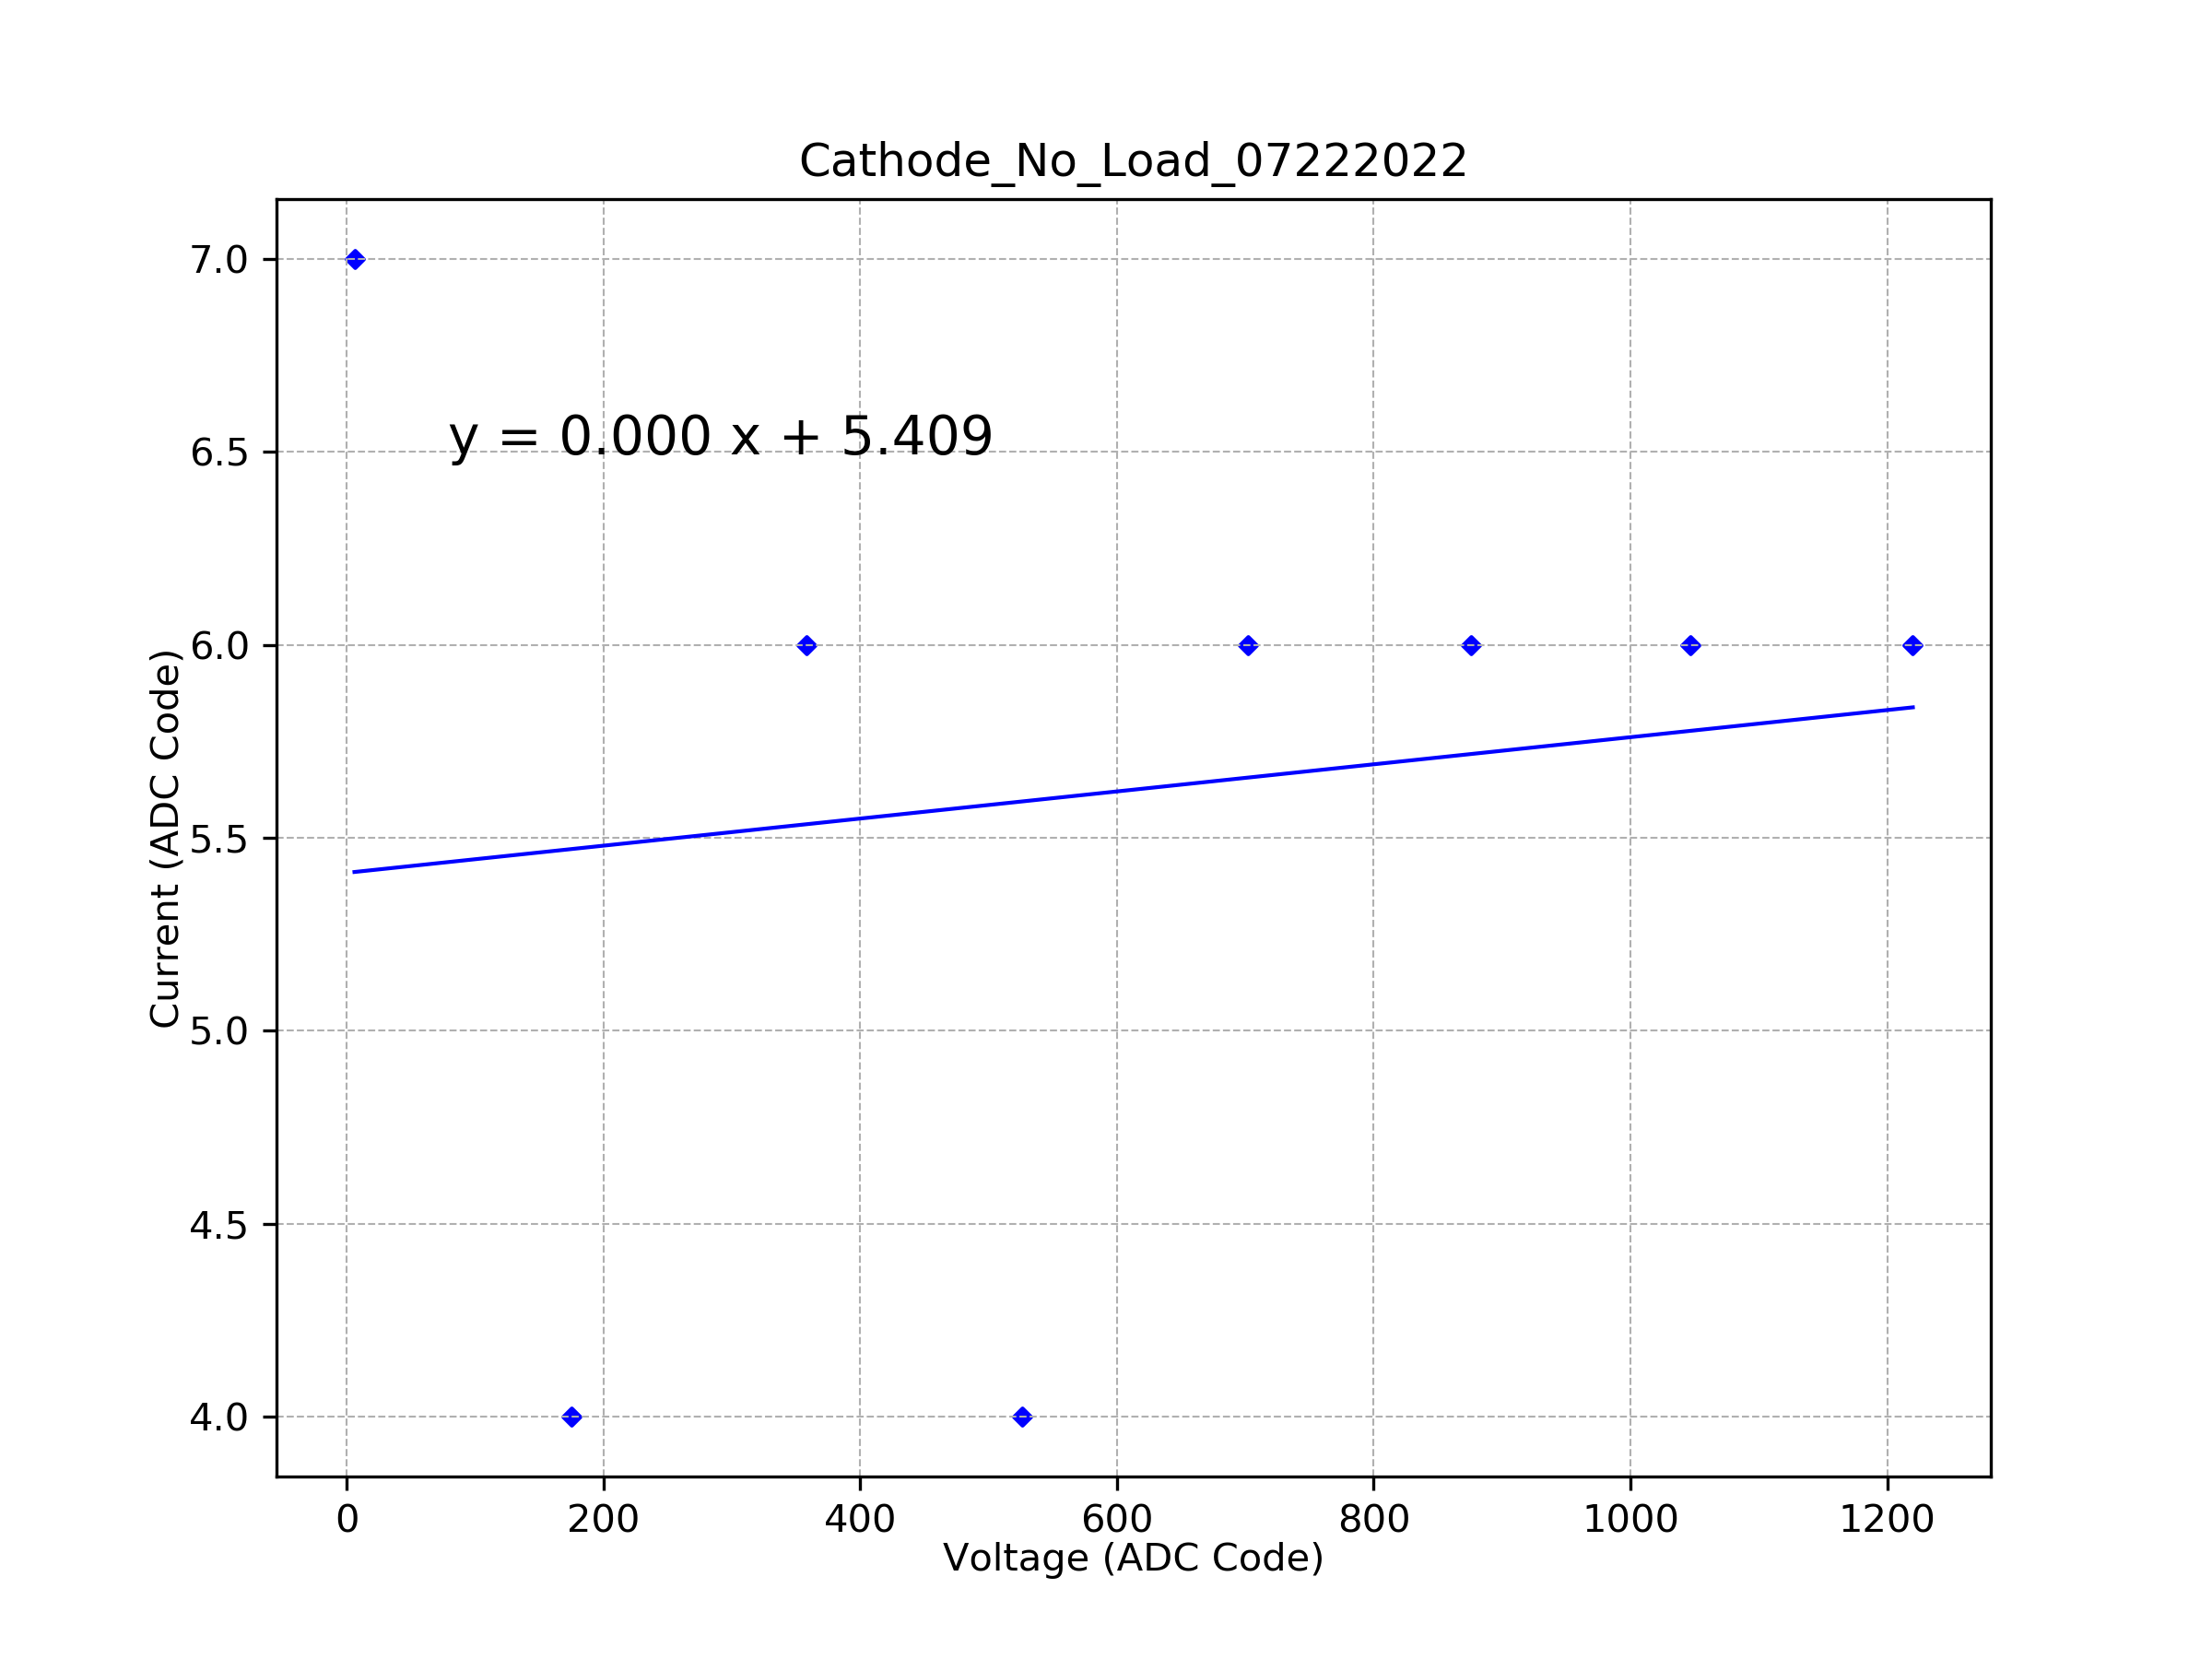 Cathode_No_Load_07222022
y = 0.000 x + 5.409
Current (ADC Code)
7.0
6.5
6.0
5.5
5.0
4.5
4.0
0 200 400 600 800 1000 1200
Voltage (ADC Code)